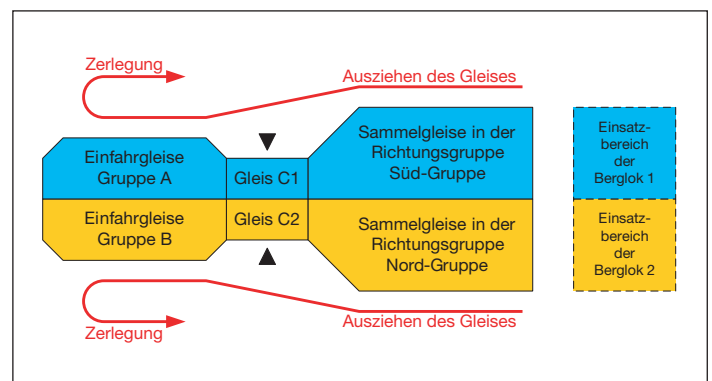 Zerlegung
Ausziehen des Gleises
Einfahrgleise
Gruppe A
Gleis C1
Sammelgleise in der
Richtungsgruppe
Süd-Gruppe
Einsatz-
bereich
der
Berglok 1
Einfahrgleise
Gruppe B
Gleis C2
Sammelgleise in der
Richtungsgruppe
Nord-Gruppe
Einsatz-
bereich
der
Berglok 2
Zerlegung
Ausziehen des Gleises